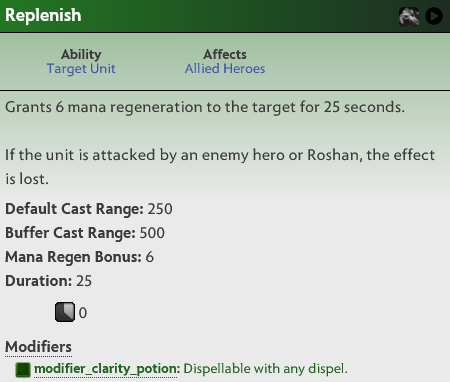 Replenish
Ability
Target Unit
Affects
Allied Heroes
Grants 6 mana regeneration to the target for 25 seconds.
If the unit is attacked by an enemy hero or Roshan, the effect
is lost.
Default Cast Range: 250
Buffer Cast Range: 500
Mana Regen Bonus: 6
Duration: 25
0
Modifiers
modifier_clarity_potion: Dispellable with any dispel.